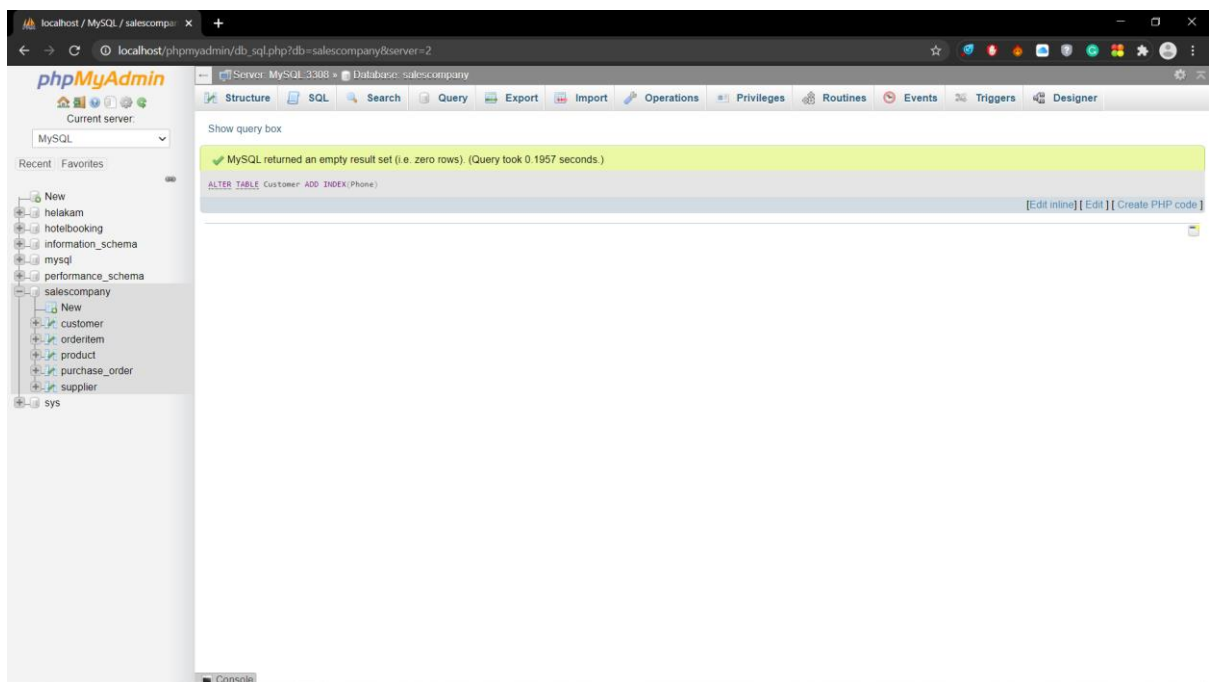 localhost / MySQL / salescompar
localhost/phpmyadmin/db_sql.php?db=salescompany&server=2
phpMyAdmin
Current server:
MySQL
Recent Favorites
New
helakam
hotelbooking
information_schema
mysql
performance_schema
salescompany
New
customer
orderitem
product
purchase_order
supplier
sys
Server: MySQL:3308 » Database: salescompany
Structure SQL Search Query Export Import Operations Privileges Routines Events Triggers Designer
Show query box
MySQL returned an empty result set (i.e. zero rows). (Query took 0.1957 seconds.)
ALTER TABLE Customer ADD INDEX(Phone)
[Edit inline] [ Edit ] [ Create PHP code ]
Console